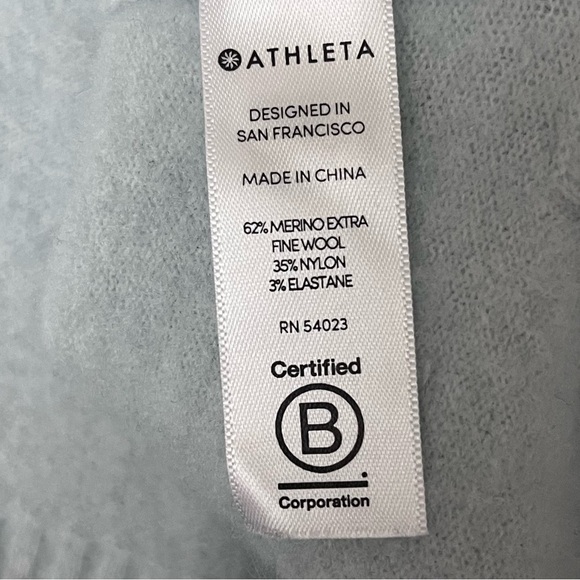 ATHLETA
DESIGNED IN
SAN FRANCISCO
MADE IN CHINA
62% MERINO EXTRA
FINE WOOL
35% NYLON
3% ELASTANE
RN 54023
Certified
B
Corporation